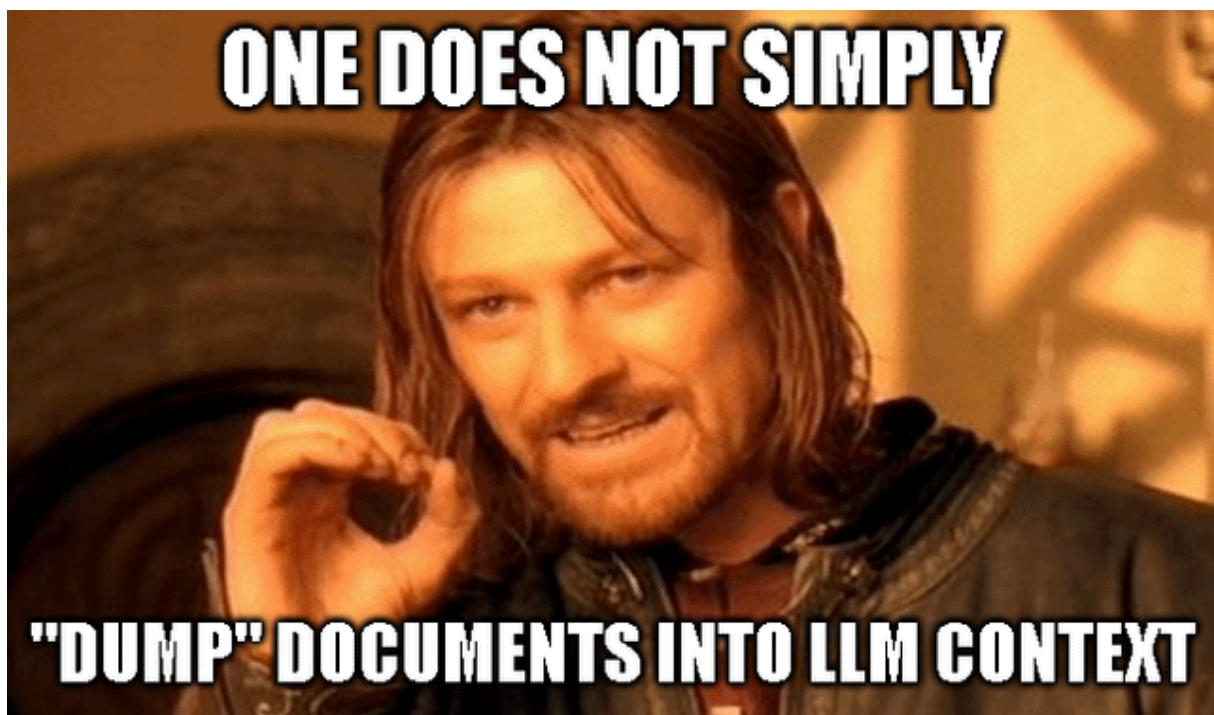 ONE DOES NOT SIMPLY
"DUMP" DOCUMENTS INTO LLM CONTEXT